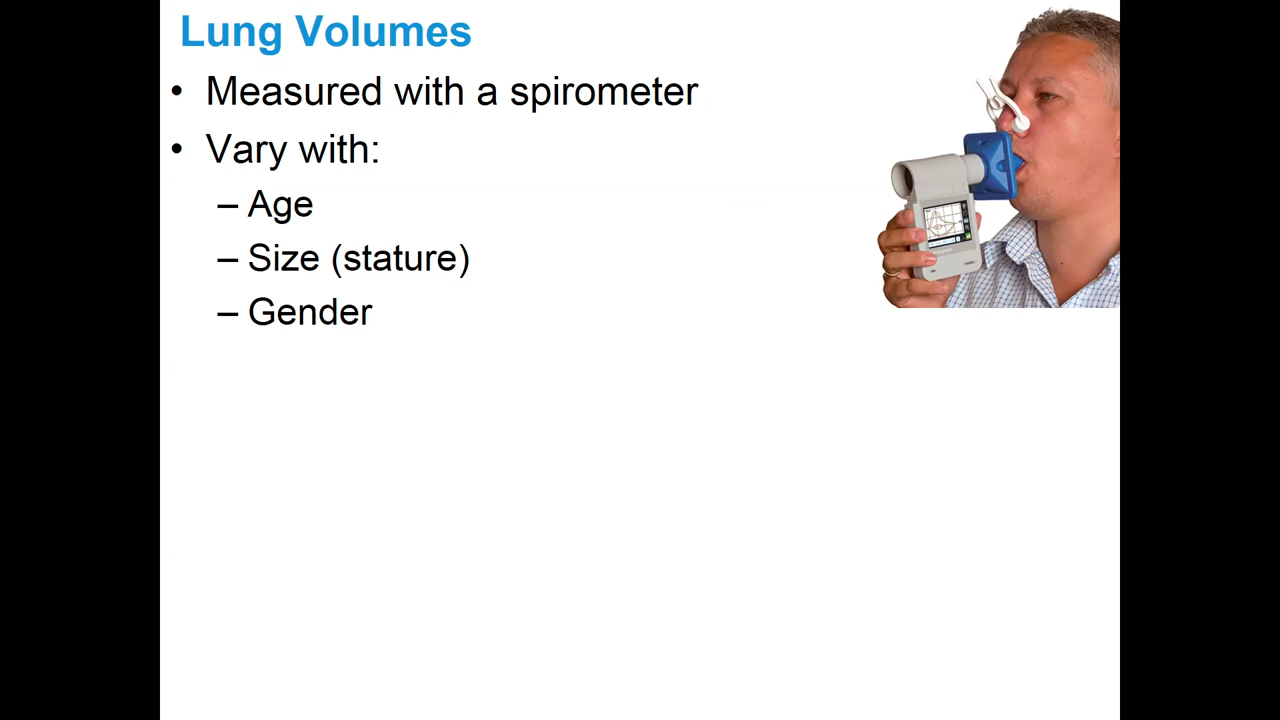 Lung Volumes
• Measured with a spirometer
• Vary with:
– Age
– Size (stature)
– Gender